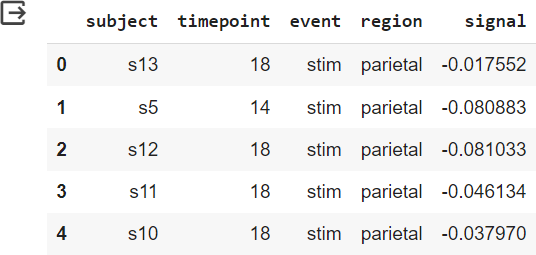 subject timepoint event region signal
0 s13 18 stim parietal -0.017552
1 s5 14 stim parietal -0.080883
2 s12 18 stim parietal -0.081033
3 s11 18 stim parietal -0.046134
4 s10 18 stim parietal -0.037970